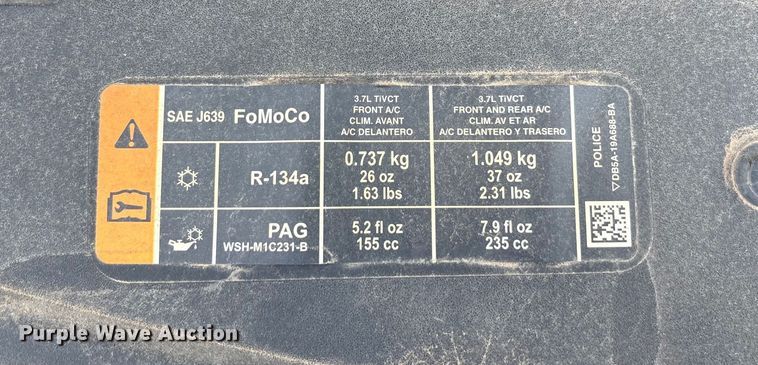 SAE J639 FoMoCo
3.7L TiVCT
FRONT A/C
CLIM. AVANT
A/C DELANTERO
3.7L TiVCT
FRONT AND REAR A/C
CLIM. AV ET AR
A/C DELANTERO Y TRASERO
R-134a
0.737 kg
26 oz
1.63 lbs
1.049 kg
37 oz
2.31 lbs
PAG
WSH-M1C231-B
5.2 fl oz
155 cc
7.9 fl oz
235 cc
POLICE
DB5A-19A688-BA
Purple Wave Auction